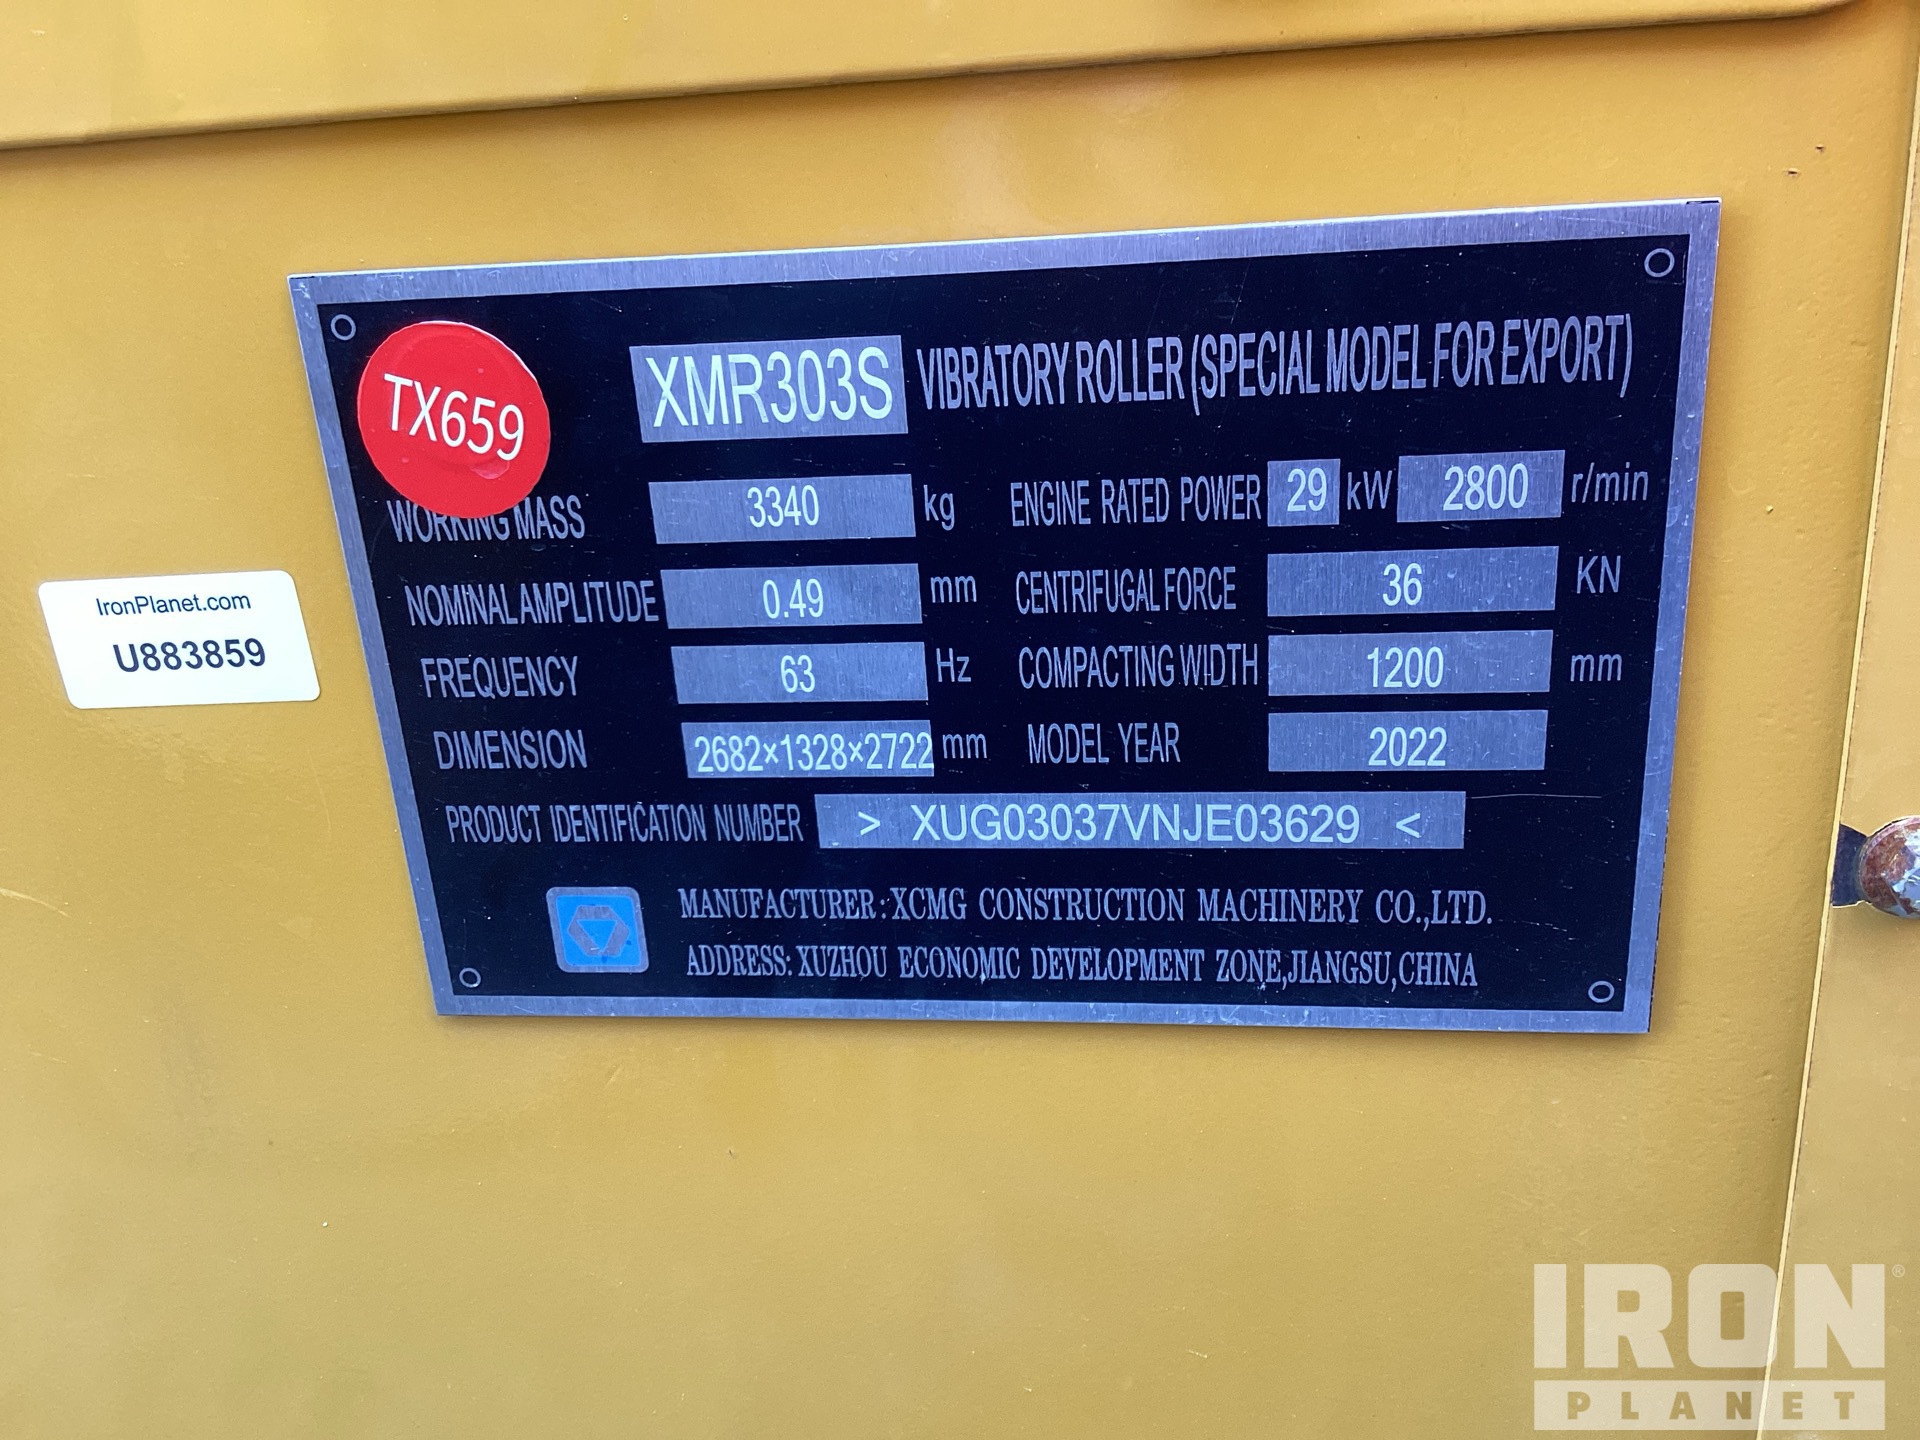 TX659
XMR303S VIBRATORY ROLLER (SPECIAL MODEL FOR EXPORT)
WORKING MASS 3340 kg ENGINE RATED POWER 29 kW 2800 r/min
NOMINAL AMPLITUDE 0.49 mm CENTRIFUGAL FORCE 36 KN
FREQUENCY 63 Hz COMPACTING WIDTH 1200 mm
DIMENSION 2682×1328×2722 mm MODEL YEAR 2022
PRODUCT IDENTIFICATION NUMBER > XUG03037VNJE03629 <
MANUFACTURER: XCMG CONSTRUCTION MACHINERY CO.,LTD.
ADDRESS: XUZHOU ECONOMIC DEVELOPMENT ZONE,JIANGSU,CHINA
IronPlanet.com
U883859
IRON®
PLANET